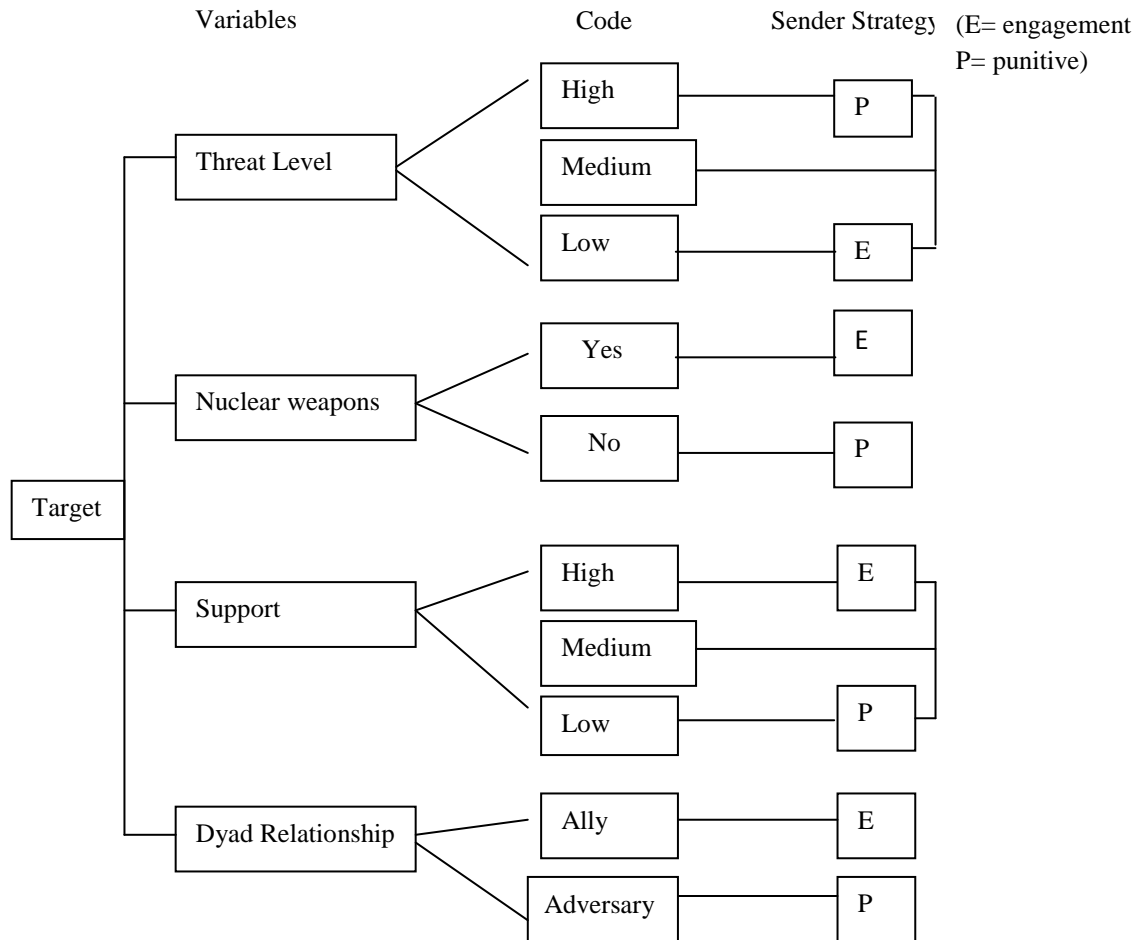 Variables
Code
Sender Strategy
(E= engagement
P= punitive)
High
P
Threat Level
Medium
Low
E
Yes
E
Nuclear weapons
No
P
Target
High
E
Support
Medium
Low
P
Ally
E
Dyad Relationship
Adversary
P